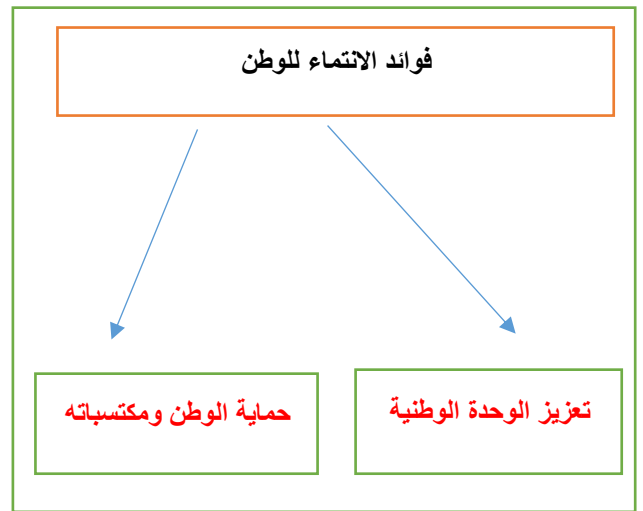 فوائد الانتماء للوطن
تعزيز الوحدة الوطنية
حماية الوطن ومكتسباته